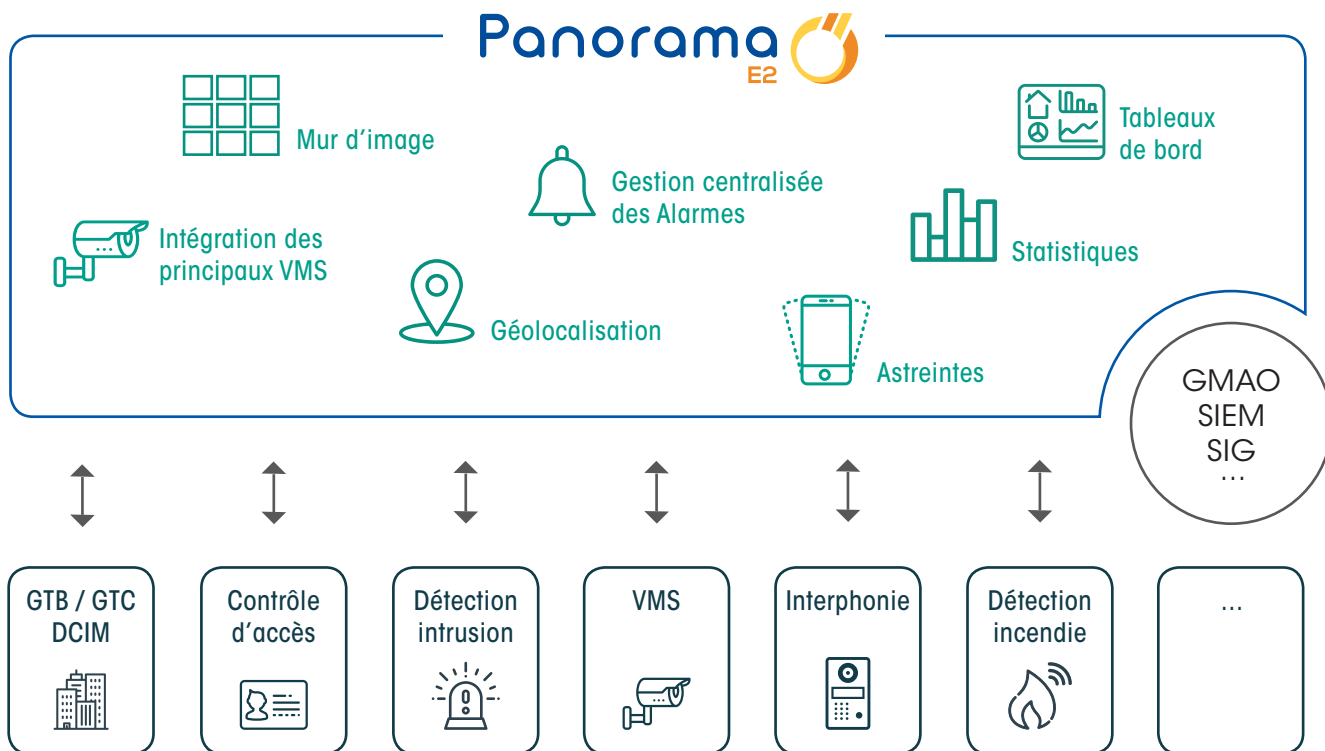 Panorama
E2
Mur d’image
Tableaux
de bord
Gestion centralisée
des Alarmes
Intégration des
principaux VMS
Statistiques
Géolocalisation
Astreintes
GMAO
SIEM
SIG
...
GTB / GTC
DCIM
Contrôle
d’accès
Détection
intrusion
VMS
Interphonie
Détection
incendie
...